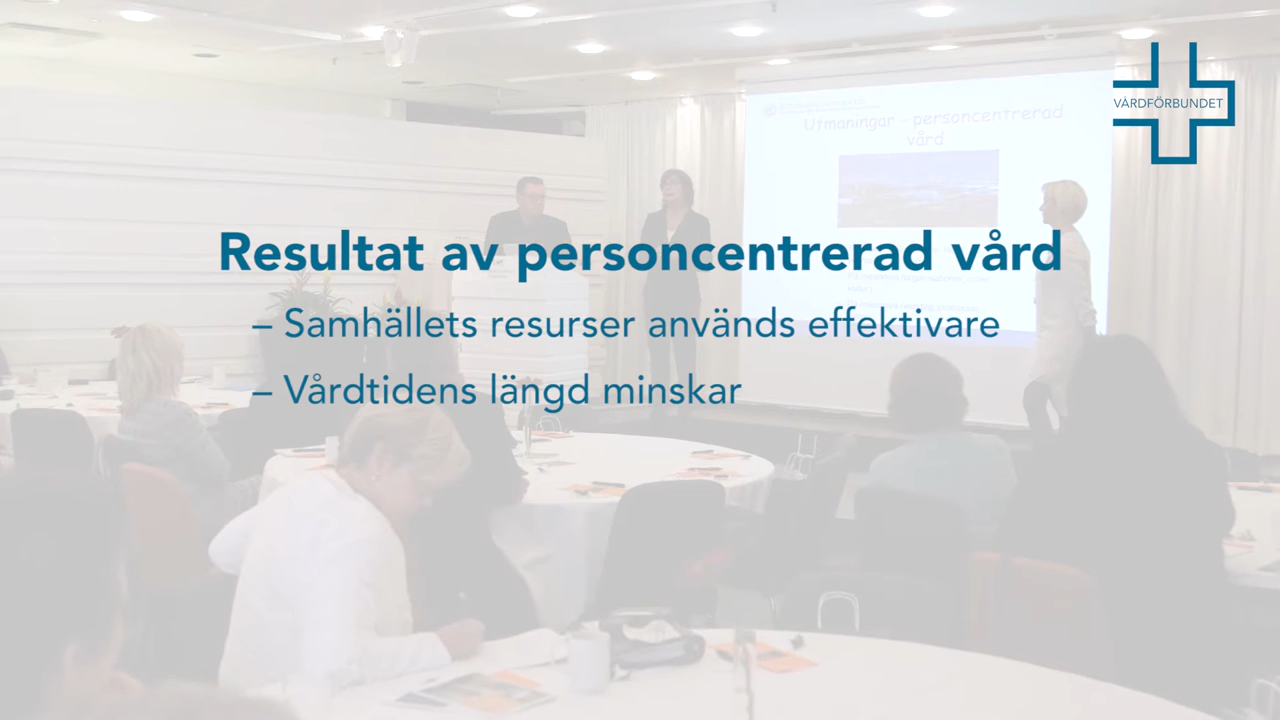 VÅRDFÖRBUNDET
Utmaningar - personcentrerad
vård
Resultat av personcentrerad vård
– Samhällets resurser används effektivare
– Vårdtidens längd minskar